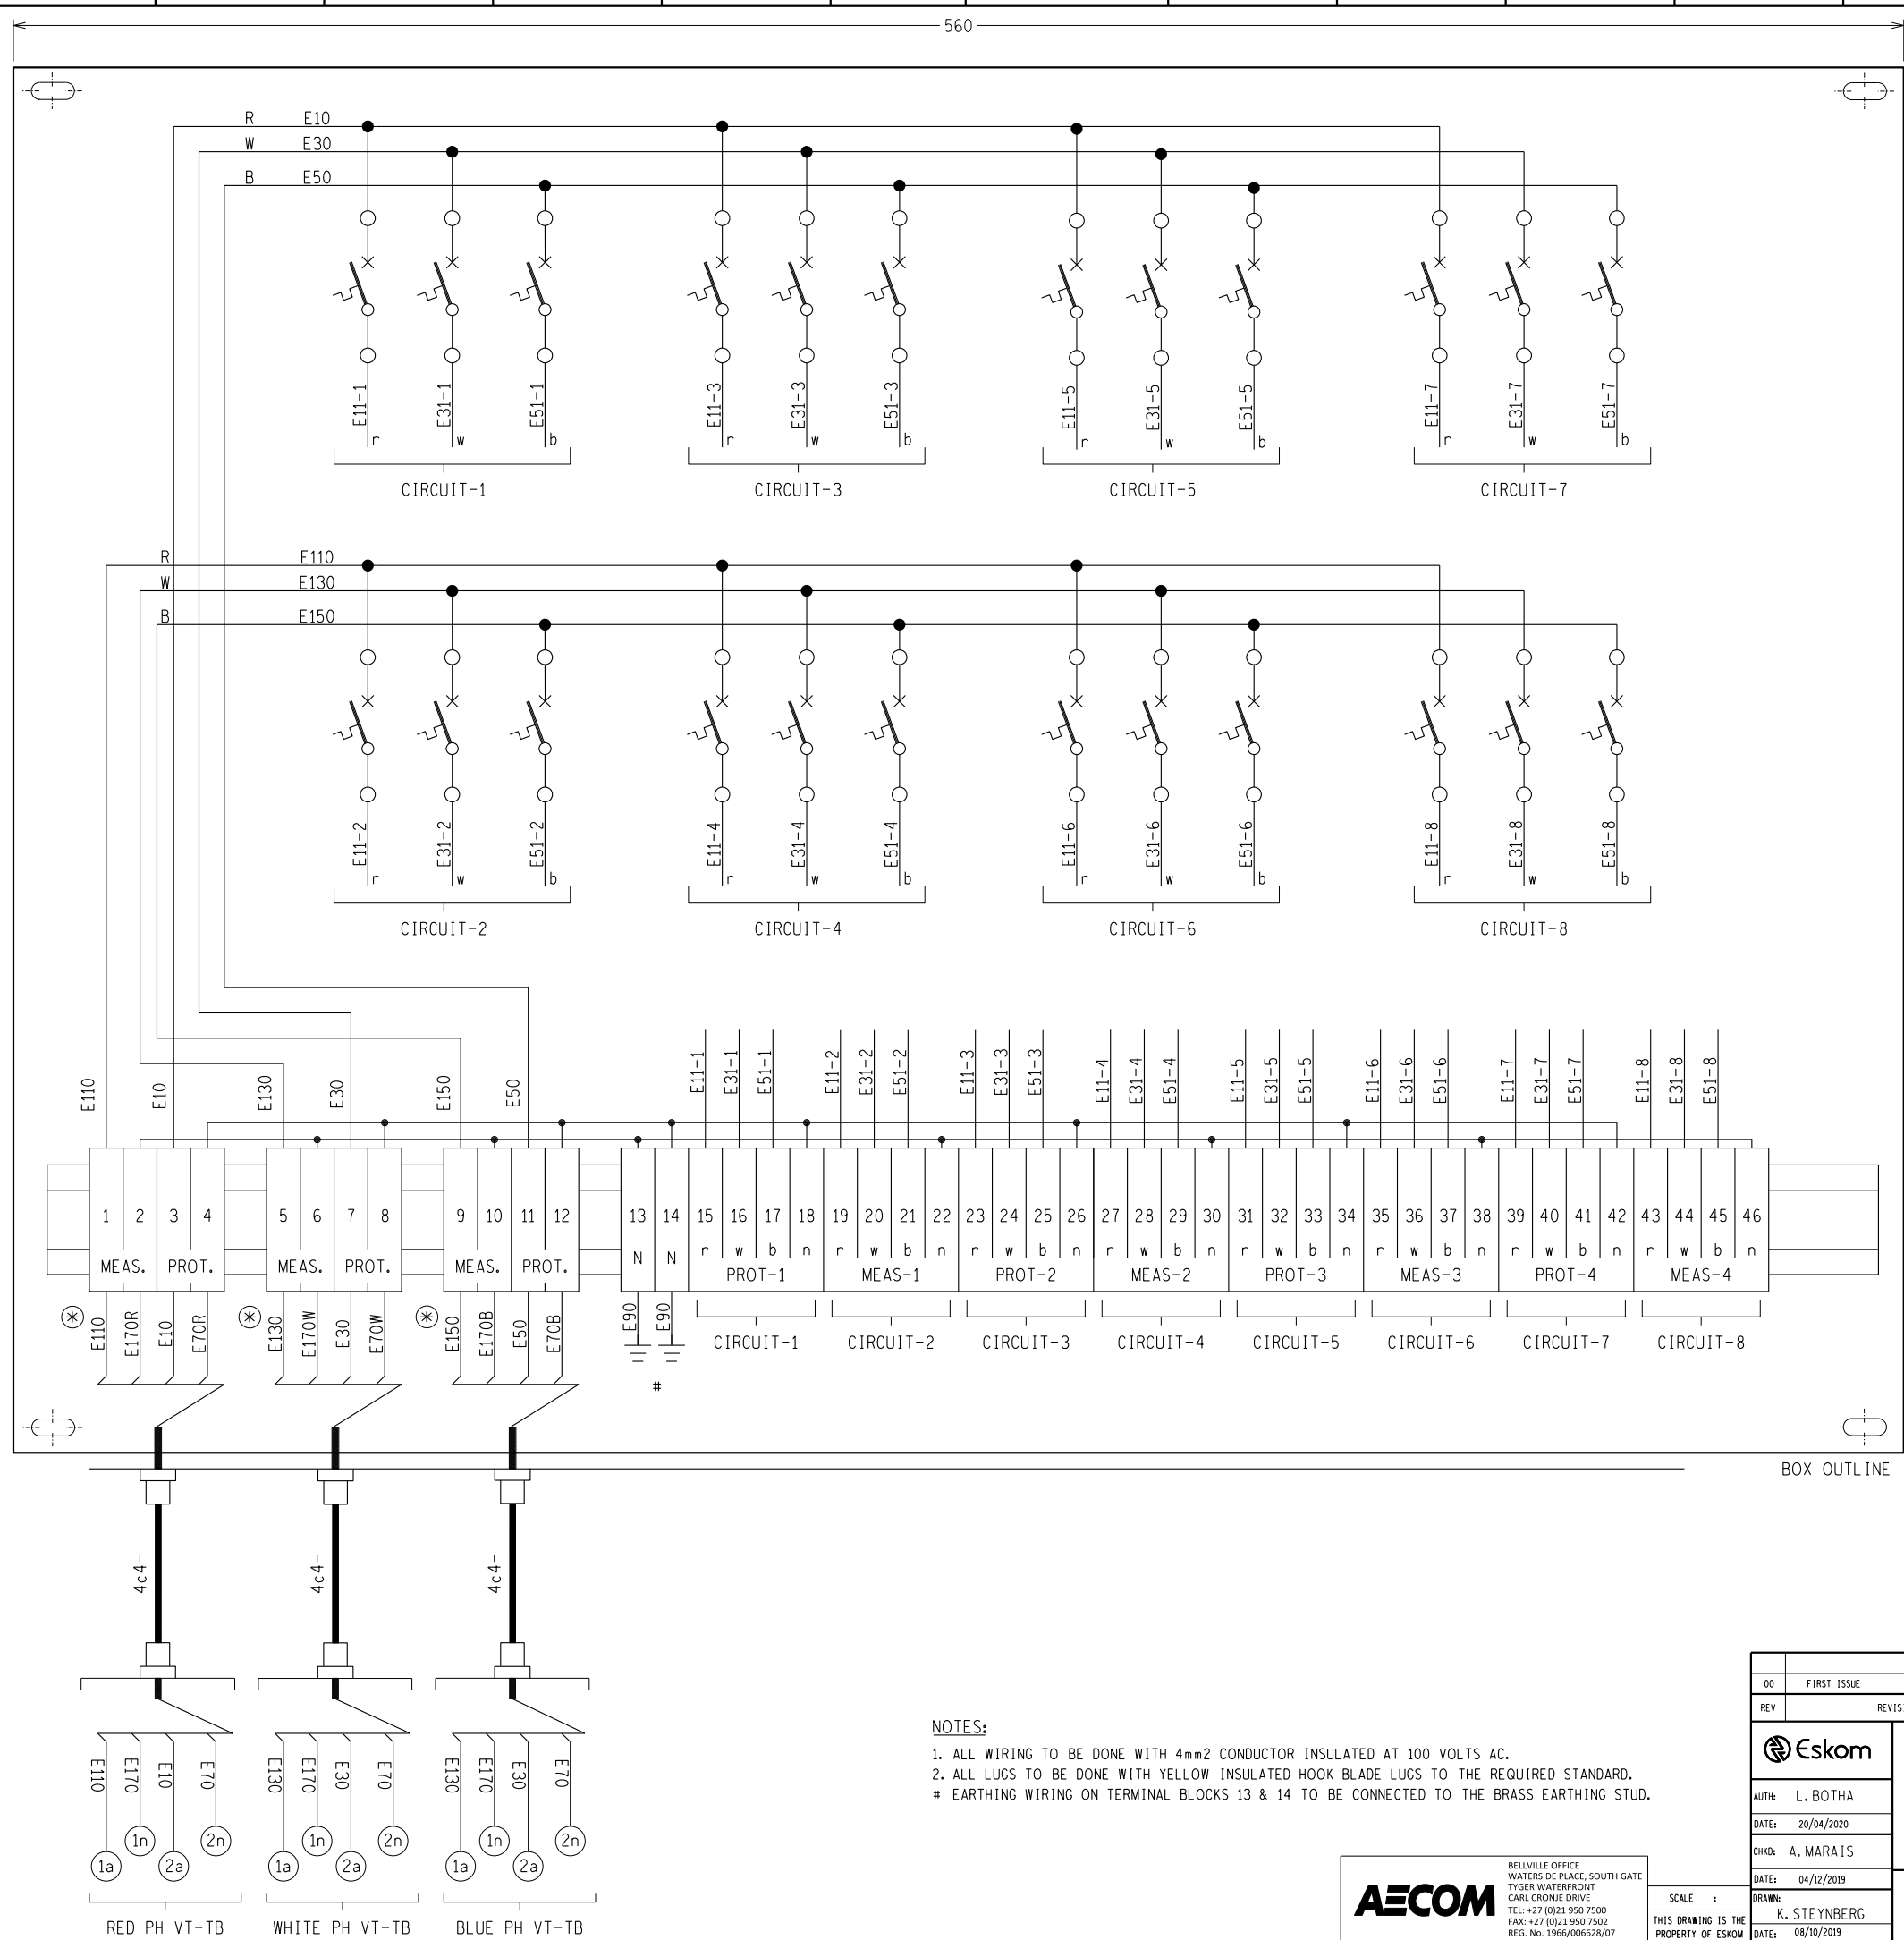 560
R E10
W E30
B E50
E11-1 r E31-1 w E51-1 b
E11-3 r E31-3 w E51-3 b
E11-5 r E31-5 w E51-5 b
E11-7 r E31-7 w E51-7 b
CIRCUIT-1 CIRCUIT-3 CIRCUIT-5 CIRCUIT-7
R E110
W E130
B E150
E11-2 r E31-2 w E51-2 b
E11-4 r E31-4 w E51-4 b
E11-6 r E31-6 w E51-6 b
E11-8 r E31-8 w E51-8 b
CIRCUIT-2 CIRCUIT-4 CIRCUIT-6 CIRCUIT-8
E110 E10 E130 E30 E150 E50
E11-1 E31-1 E51-1 E11-2 E31-2 E51-2 E11-3 E31-3 E51-3 E11-4 E31-4 E51-4 E11-5 E31-5 E51-5 E11-6 E31-6 E51-6 E11-7 E31-7 E51-7 E11-8 E31-8 E51-8
1 2 3 4 5 6 7 8 9 10 11 12 13 14 15 16 17 18 19 20 21 22 23 24 25 26 27 28 29 30 31 32 33 34 35 36 37 38 39 40 41 42 43 44 45 46
N N r w b n r w b n r w b n r w b n r w b n r w b n r w b n r w b n
MEAS. PROT. MEAS. PROT. MEAS. PROT. PROT-1 MEAS-1 PROT-2 MEAS-2 PROT-3 MEAS-3 PROT-4 MEAS-4
* E110 E170R E10 E70R * E130 E170W E30 E70W * E150 E170B E50 E70B E90 E90
CIRCUIT-1 CIRCUIT-2 CIRCUIT-3 CIRCUIT-4 CIRCUIT-5 CIRCUIT-6 CIRCUIT-7 CIRCUIT-8
#
BOX OUTLINE
4c4- 4c4- 4c4-
E110 E170 E10 E70 E130 E170 E30 E70 E130 E170 E30 E70
1n 2n 1n 2n 1n 2n
1a 2a 1a 2a 1a 2a
RED PH VT-TB WHITE PH VT-TB BLUE PH VT-TB
NOTES:
1. ALL WIRING TO BE DONE WITH 4mm2 CONDUCTOR INSULATED AT 100 VOLTS AC.
2. ALL LUGS TO BE DONE WITH YELLOW INSULATED HOOK BLADE LUGS TO THE REQUIRED STANDARD.
# EARTHING WIRING ON TERMINAL BLOCKS 13 & 14 TO BE CONNECTED TO THE BRASS EARTHING STUD.
AECOM
BELLVILLE OFFICE
WATERSIDE PLACE, SOUTH GATE
TYGER WATERFRONT
CARL CRONJÉ DRIVE
TEL: +27 (0)21 950 7500
FAX: +27 (0)21 950 7502
REG. No. 1966/006628/07
SCALE :
THIS DRAWING IS THE
PROPERTY OF ESKOM
00 FIRST ISSUE
REV REVIS
Eskom
AUTH: L. BOTHA
DATE: 20/04/2020
CHKD: A. MARAIS
DATE: 04/12/2019
DRAWN:
K. STEYNBERG
DATE: 08/10/2019